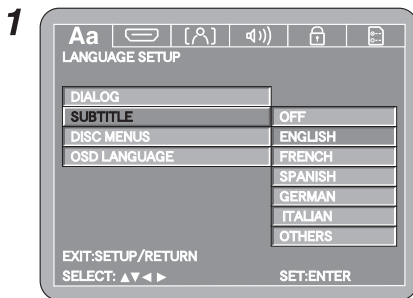 1
Aa
LANGUAGE SETUP
DIALOG
SUBTITLE OFF
DISC MENUS ENGLISH
OSD LANGUAGE FRENCH
SPANISH
GERMAN
ITALIAN
OTHERS
EXIT:SETUP/RETURN
SELECT: ▲▼◄ ► SET:ENTER